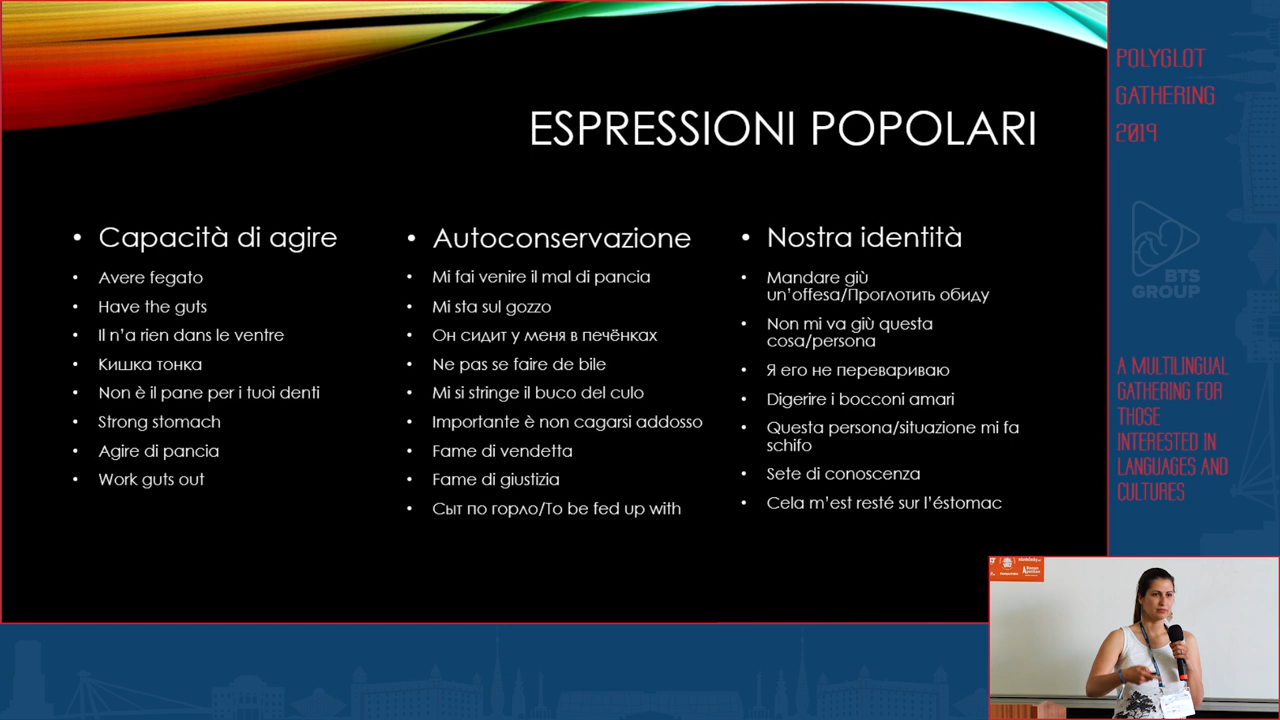 ESPRESSIONI POPOLARI
• Capacità di agire
• Avere fegato
• Have the guts
• Il n’a rien dans le ventre
• Кишка тонка
• Non è il pane per i tuoi denti
• Strong stomach
• Agire di pancia
• Work guts out
• Autoconservazione
• Mi fai venire il mal di pancia
• Mi sta sul gozzo
• Он сидит у меня в печёнках
• Ne pas se faire de bile
• Mi si stringe il buco del culo
• Importante è non cagarsi addosso
• Fame di vendetta
• Fame di giustizia
• Сыт по горло/To be fed up with
• Nostra identità
• Mandare giù
un’offesa/Проглотить обиду
• Non mi va giù questa
cosa/persona
• Я его не перевариваю
• Digerire i bocconi amari
• Questa persona/situazione mi fa
schifo
• Sete di conoscenza
• Cela m’est resté sur l’éstomac
POLYGLOT
GATHERING
2019
BTS
GROUP
A MULTILINGUAL
GATHERING FOR
THOSE
INTERESTED IN
LANGUAGES AND
CULTURES